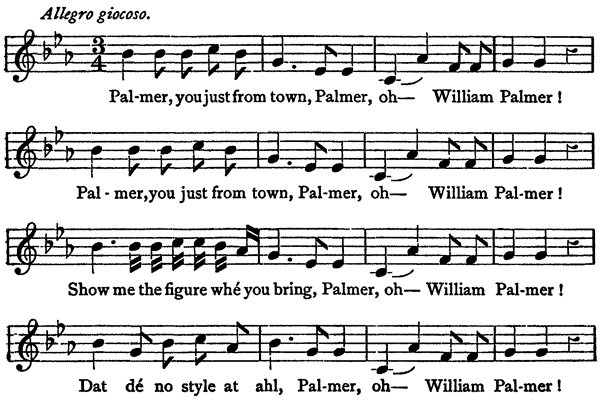 Allegro giocoso.
3
4
Pal-mer, you just from town, Palmer, oh— William Palmer!
Pal-mer, you just from town, Pal-mer, oh— William Pal-mer!
Show me the figure whé you bring, Palmer, oh— William Pal-mer!
Dat dé no style at ahl, Pal-mer, oh— William Pal-mer!